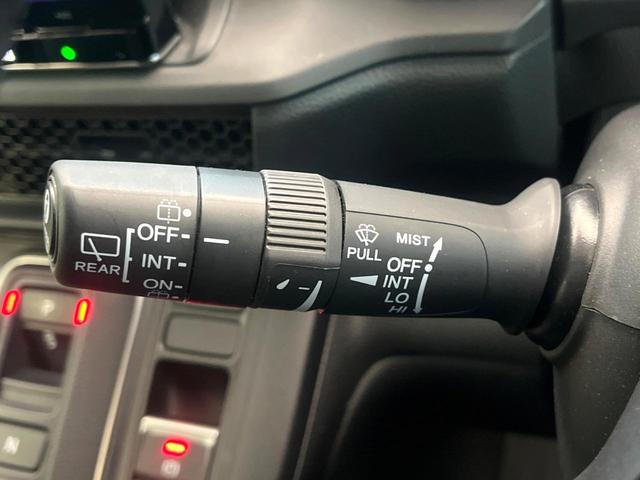 OFF
INT
ON
REAR
PULL
MIST
OFF
INT
LO
HI
N